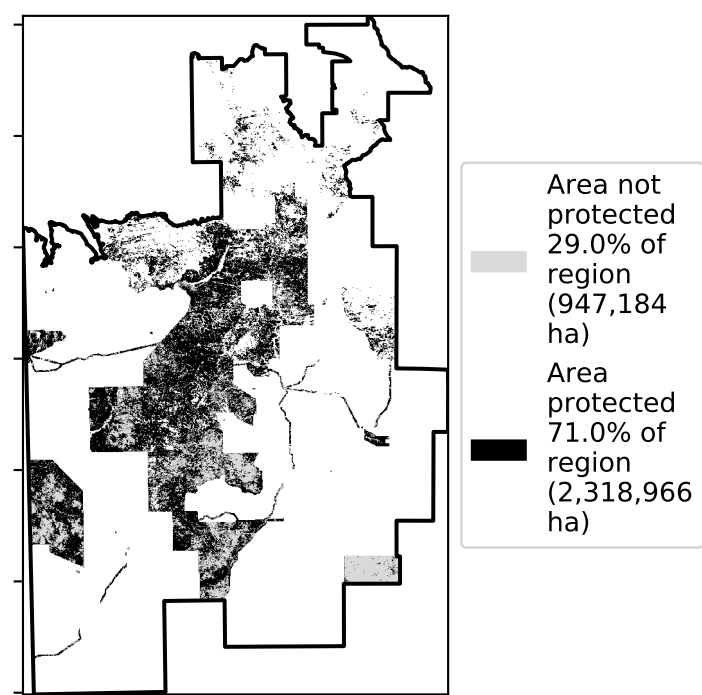 Area not
protected
29.0% of
region
(947,184
ha)
Area
protected
71.0% of
region
(2,318,966
ha)